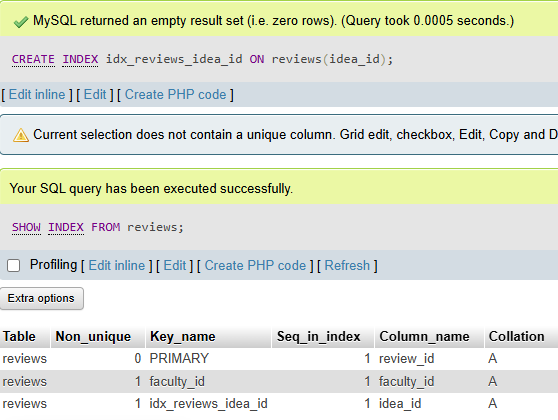 MySQL returned an empty result set (i.e. zero rows). (Query took 0.0005 seconds.)
CREATE INDEX idx_reviews_idea_id ON reviews(idea_id);
[ Edit inline ] [ Edit ] [ Create PHP code ]
Current selection does not contain a unique column. Grid edit, checkbox, Edit, Copy and D
Your SQL query has been executed successfully.
SHOW INDEX FROM reviews;
Profiling [ Edit inline ] [ Edit ] [ Create PHP code ] [ Refresh ]
Extra options
Table Non_unique Key_name Seq_in_index Column_name Collation
reviews 0 PRIMARY 1 review_id A
reviews 1 faculty_id 1 faculty_id A
reviews 1 idx_reviews_idea_id 1 idea_id A